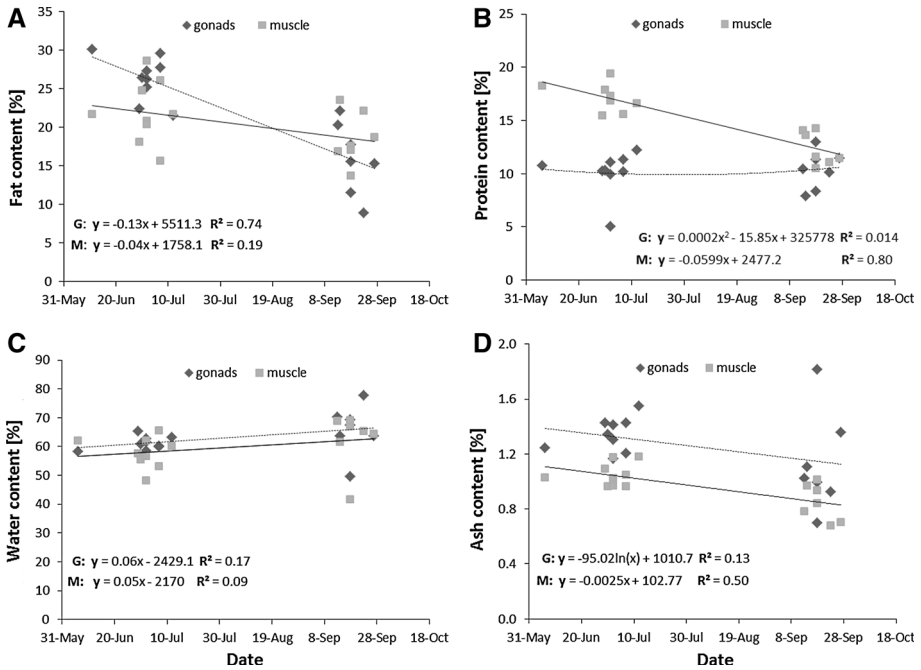 A
gonads muscle
Fat content [%]
35
30
25
20
15
10
5
0
G: y = -0.13x + 5511.3 R² = 0.74
M: y = -0.04x + 1758.1 R² = 0.19
31-May 20-Jun 10-Jul 30-Jul 19-Aug 8-Sep 28-Sep 18-Oct
B
gonads muscle
Protein content [%]
25
20
15
10
5
0
G: y = 0.0002x² - 15.85x + 325778 R² = 0.014
M: y = -0.0599x + 2477.2 R² = 0.80
31-May 20-Jun 10-Jul 30-Jul 19-Aug 8-Sep 28-Sep 18-Oct
C
gonads muscle
Water content [%]
90
80
70
60
50
40
30
20
10
0
G: y = 0.06x - 2429.1 R² = 0.17
M: y = 0.05x - 2170 R² = 0.09
31-May 20-Jun 10-Jul 30-Jul 19-Aug 8-Sep 28-Sep 18-Oct
Date
D
gonads muscle
Ash content [%]
2.0
1.6
1.2
0.8
0.4
0.0
G: y = -95.02ln(x) + 1010.7 R² = 0.13
M: y = -0.0025x + 102.77 R² = 0.50
31-May 20-Jun 10-Jul 30-Jul 19-Aug 8-Sep 28-Sep 18-Oct
Date